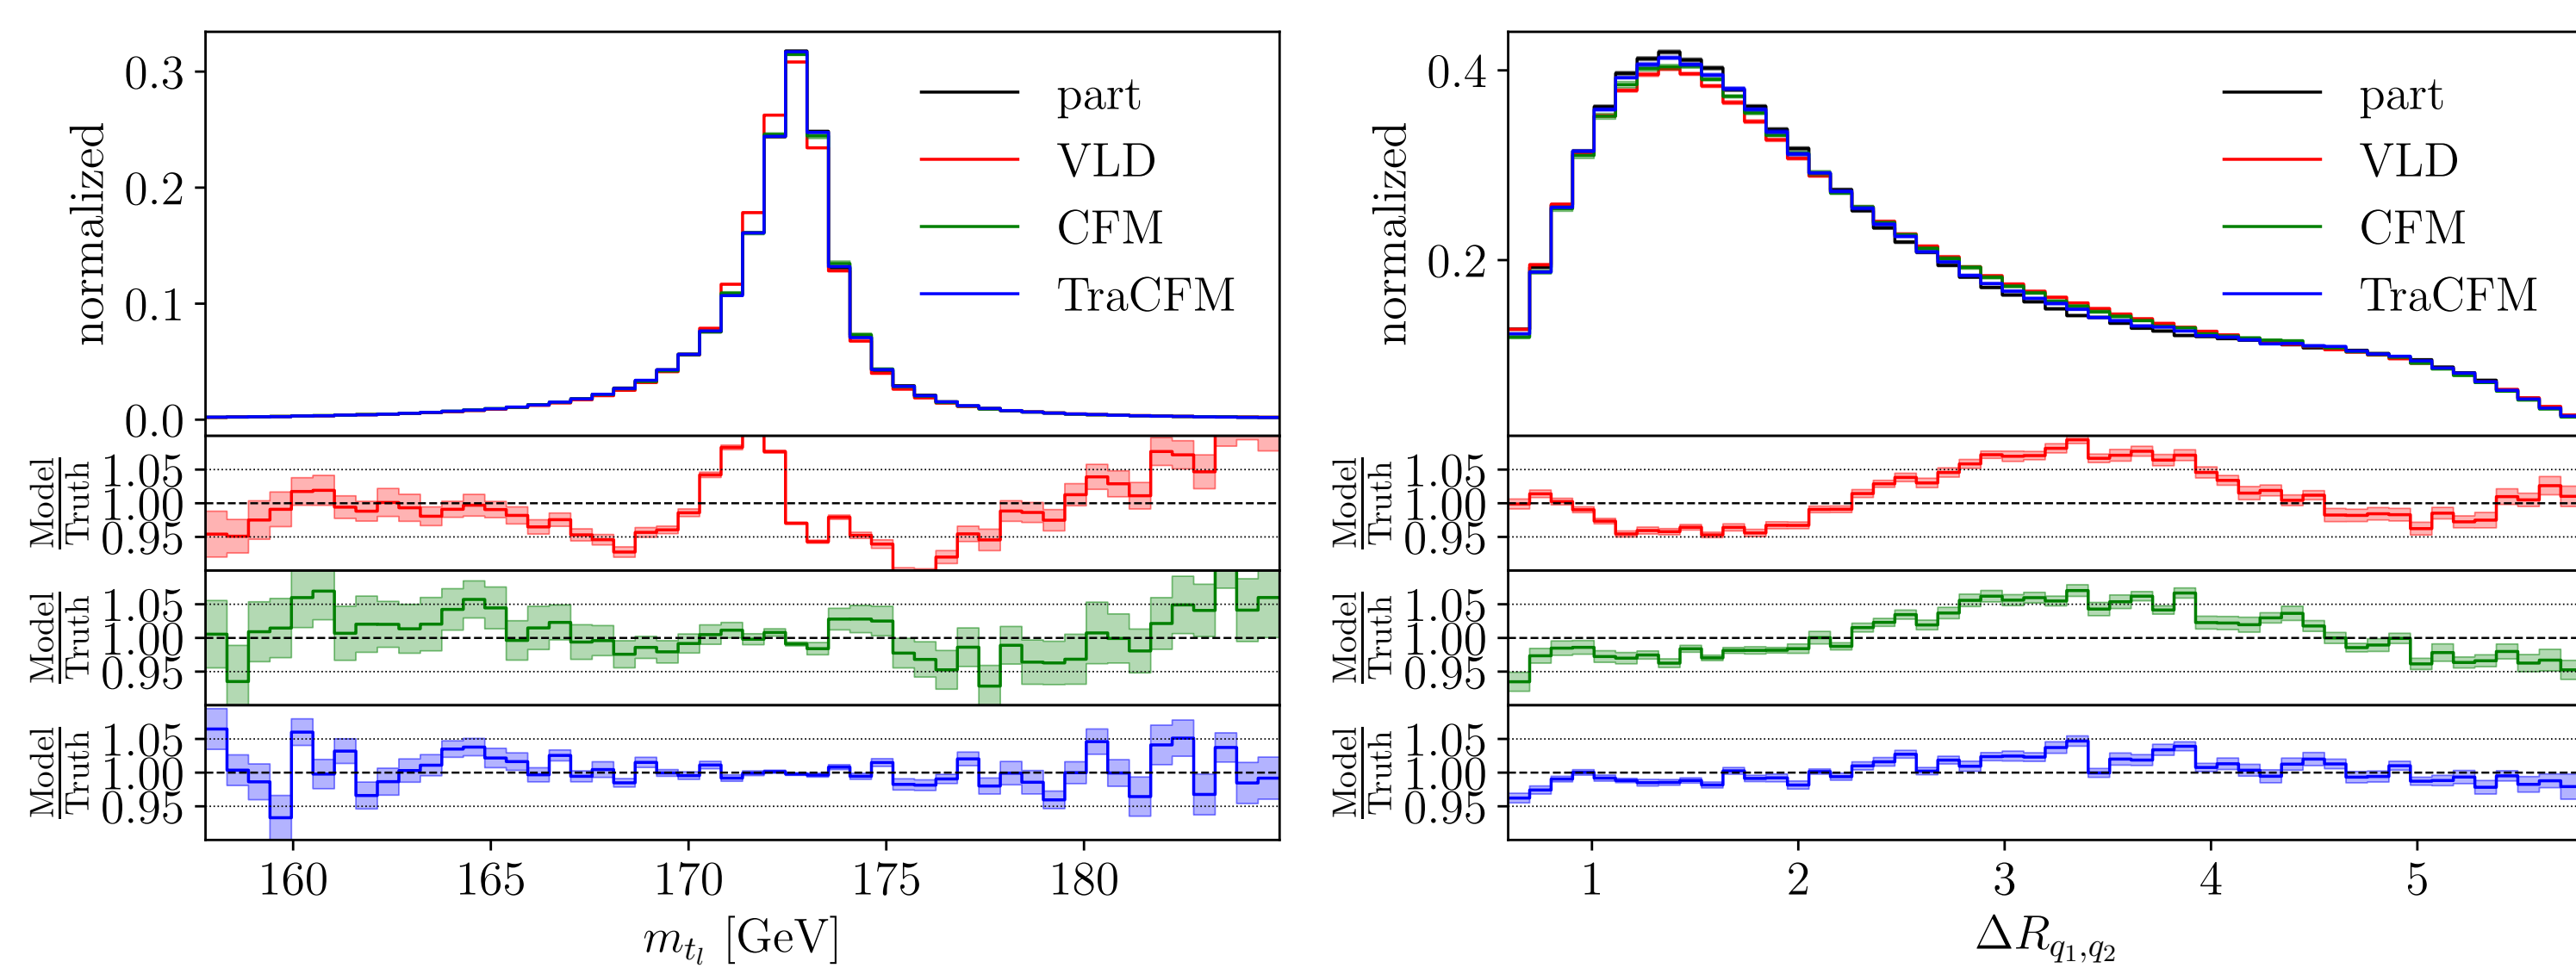 normalized
0.3
0.2
0.1
0.0
part
VLD
CFM
TraCFM
Model
Truth
1.05
1.00
0.95
Model
Truth
1.05
1.00
0.95
Model
Truth
1.05
1.00
0.95
160 165 170 175 180
m_{t_l} [GeV]
normalized
0.4
0.2
part
VLD
CFM
TraCFM
Model
Truth
1.05
1.00
0.95
Model
Truth
1.05
1.00
0.95
Model
Truth
1.05
1.00
0.95
1 2 3 4 5
ΔR_{q_1,q_2}